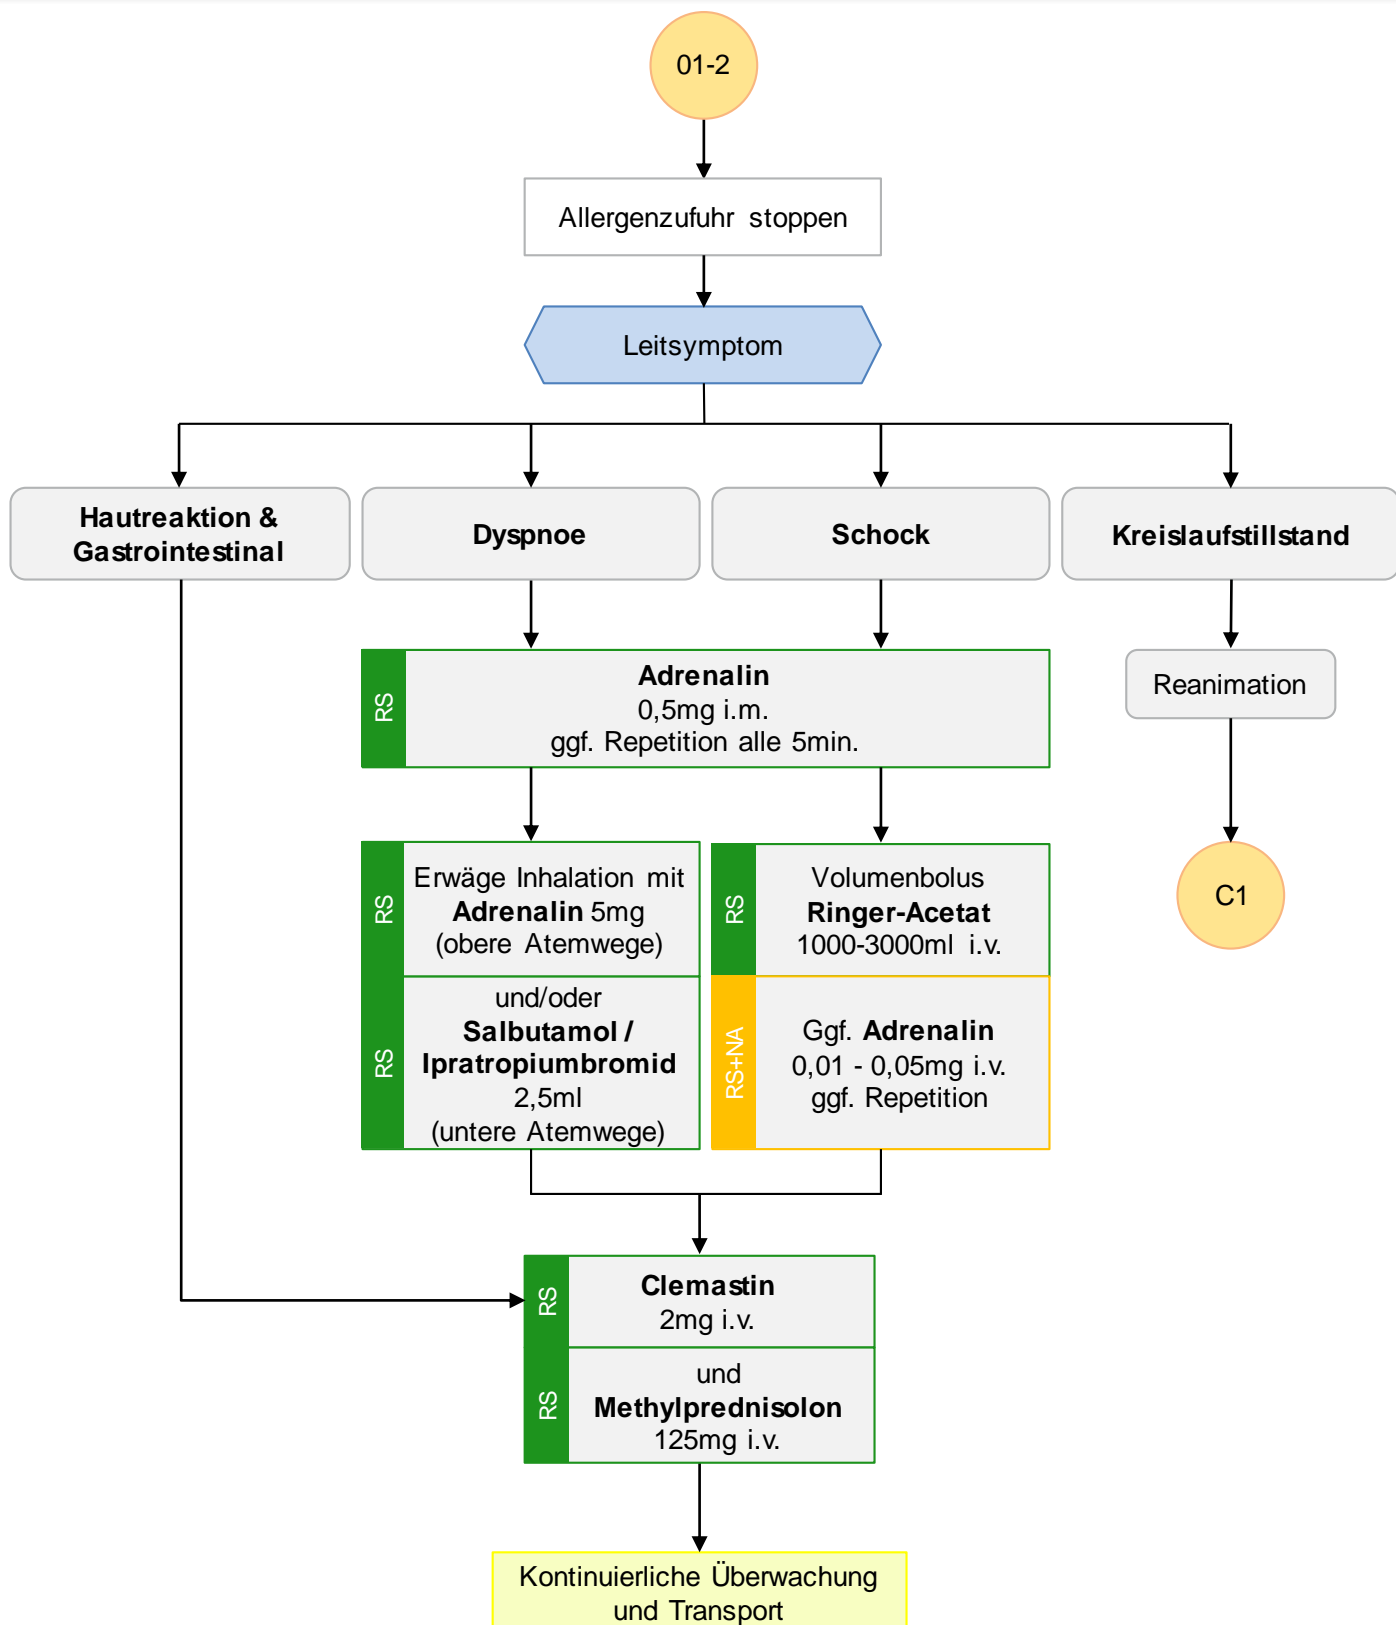 01-2
Allergenzufuhr stoppen
Leitsymptom
Hautreaktion &
Gastrointestinal
Dyspnoe
Schock
Kreislaufstillstand
RS
Adrenalin
0,5mg i.m.
ggf. Repetition alle 5min.
Reanimation
RS
Erwäge Inhalation mit
Adrenalin 5mg
(obere Atemwege)
RS
und/oder
Salbutamol /
Ipratropiumbromid
2,5ml
(untere Atemwege)
RS
Volumenbolus
Ringer-Acetat
1000-3000ml i.v.
RS+NA
Ggf. Adrenalin
0,01 - 0,05mg i.v.
ggf. Repetition
C1
RS
Clemastin
2mg i.v.
RS
und
Methylprednisolon
125mg i.v.
Kontinuierliche Überwachung
und Transport